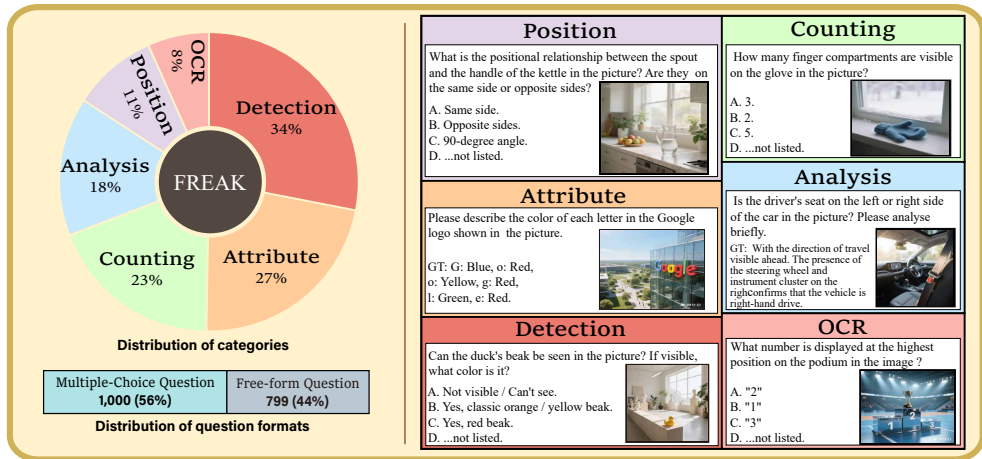 OCR
8%
Position
11%
Detection
34%
Analysis
18%
FREAK
Counting
23%
Attribute
27%
Distribution of categories
Multiple-Choice Question
1,000 (56%)
Free-form Question
799 (44%)
Distribution of question formats
Position
What is the positional relationship between the spout
and the handle of the kettle in the picture? Are they on
the same side or opposite sides?
A. Same side.
B. Opposite sides.
C. 90-degree angle.
D. ...not listed.
Counting
How many finger compartments are visible
on the glove in the picture?
A. 3.
B. 2.
C. 5.
D. ...not listed.
Attribute
Please describe the color of each letter in the Google
logo shown in the picture.
GT: G: Blue, o: Red,
o: Yellow, g: Red,
l: Green, e: Red.
Google
Analysis
Is the driver's seat on the left or right side
of the car in the picture? Please analyse
briefly.
GT: With the direction of travel
visible ahead. The presence of
the steering wheel and
instrument cluster on the
righconfirms that the vehicle is
right-hand drive.
Detection
Can the duck's beak be seen in the picture? If visible,
what color is it?
A. Not visible / Can't see.
B. Yes, classic orange / yellow beak.
C. Yes, red beak.
D. ...not listed.
OCR
What number is displayed at the highest
position on the podium in the image ?
A. "2"
B. "1"
C. "3"
D. ...not listed.
1 2 3